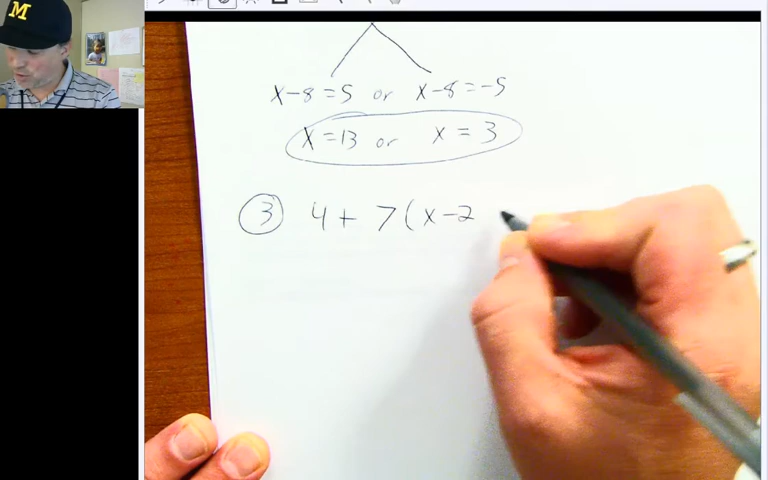 M
x-8=5 or x-8=-5
x=13 or x=3
3 4+ 7(x-2